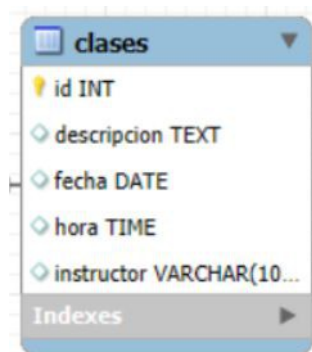 clases
id INT
descripcion TEXT
fecha DATE
hora TIME
instructor VARCHAR(10...
Indexes